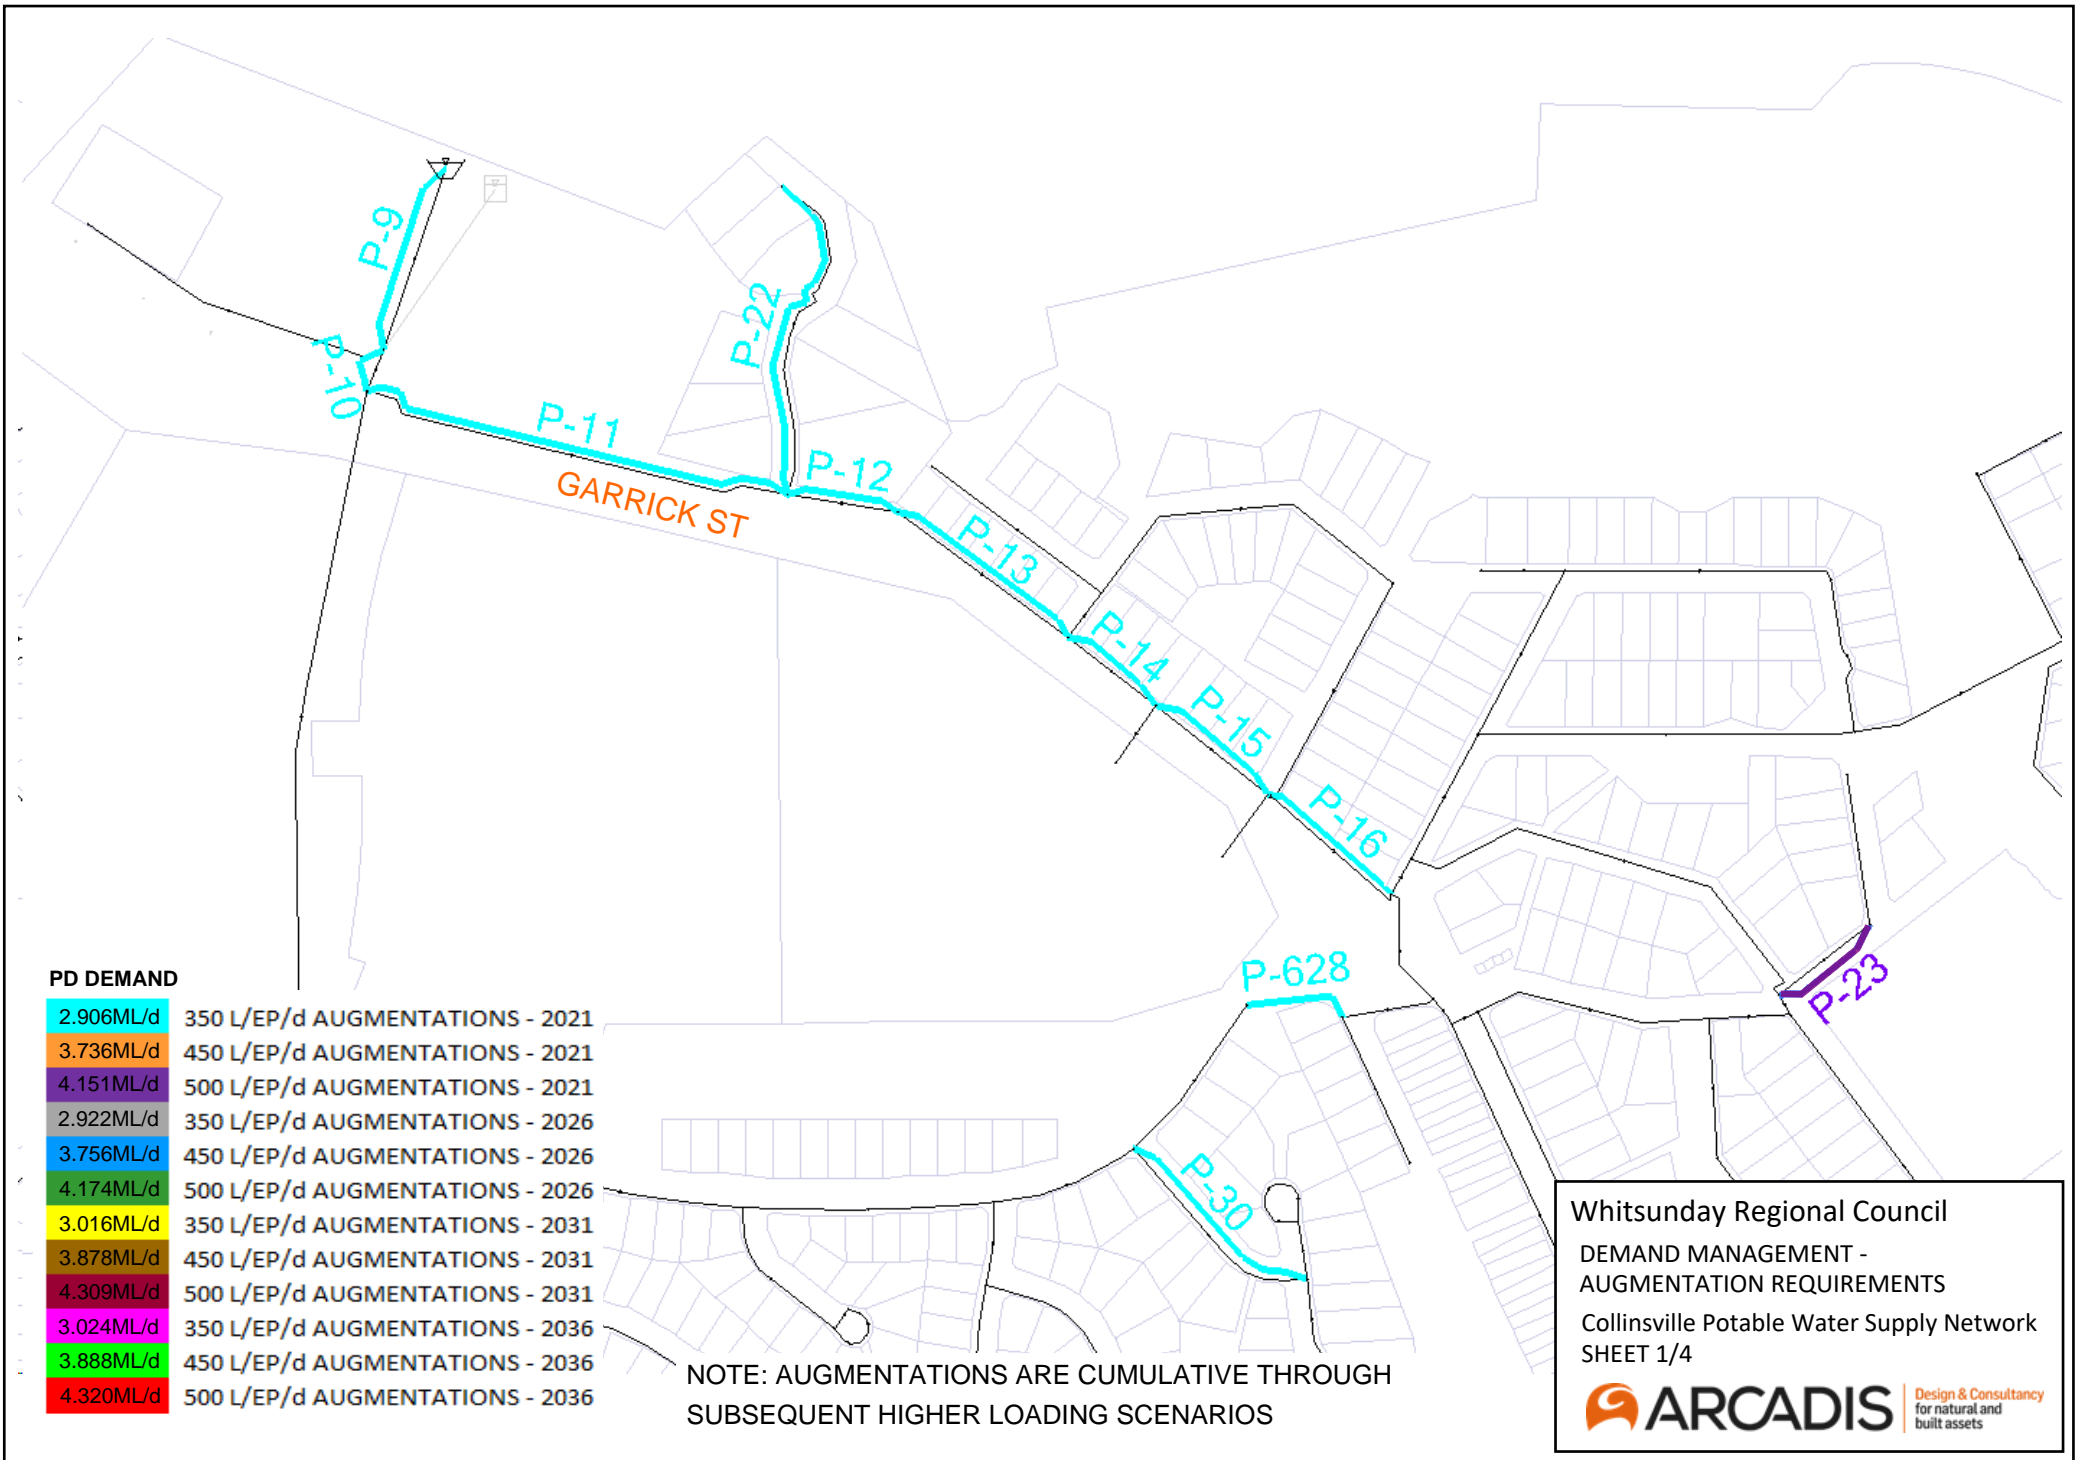 P-9
P-10
P-22
P-11
P-12
GARRICK ST
P-13
P-14
P-15
P-16
P-628
P-23
P-30
PD DEMAND
2.906ML/d 350 L/EP/d AUGMENTATIONS - 2021
3.736ML/d 450 L/EP/d AUGMENTATIONS - 2021
4.151ML/d 500 L/EP/d AUGMENTATIONS - 2021
2.922ML/d 350 L/EP/d AUGMENTATIONS - 2026
3.756ML/d 450 L/EP/d AUGMENTATIONS - 2026
4.174ML/d 500 L/EP/d AUGMENTATIONS - 2026
3.016ML/d 350 L/EP/d AUGMENTATIONS - 2031
3.878ML/d 450 L/EP/d AUGMENTATIONS - 2031
4.309ML/d 500 L/EP/d AUGMENTATIONS - 2031
3.024ML/d 350 L/EP/d AUGMENTATIONS - 2036
3.888ML/d 450 L/EP/d AUGMENTATIONS - 2036
4.320ML/d 500 L/EP/d AUGMENTATIONS - 2036
NOTE: AUGMENTATIONS ARE CUMULATIVE THROUGH
SUBSEQUENT HIGHER LOADING SCENARIOS
Whitsunday Regional Council
DEMAND MANAGEMENT -
AUGMENTATION REQUIREMENTS
Collinsville Potable Water Supply Network
SHEET 1/4
ARCADIS
Design & Consultancy
for natural and
built assets